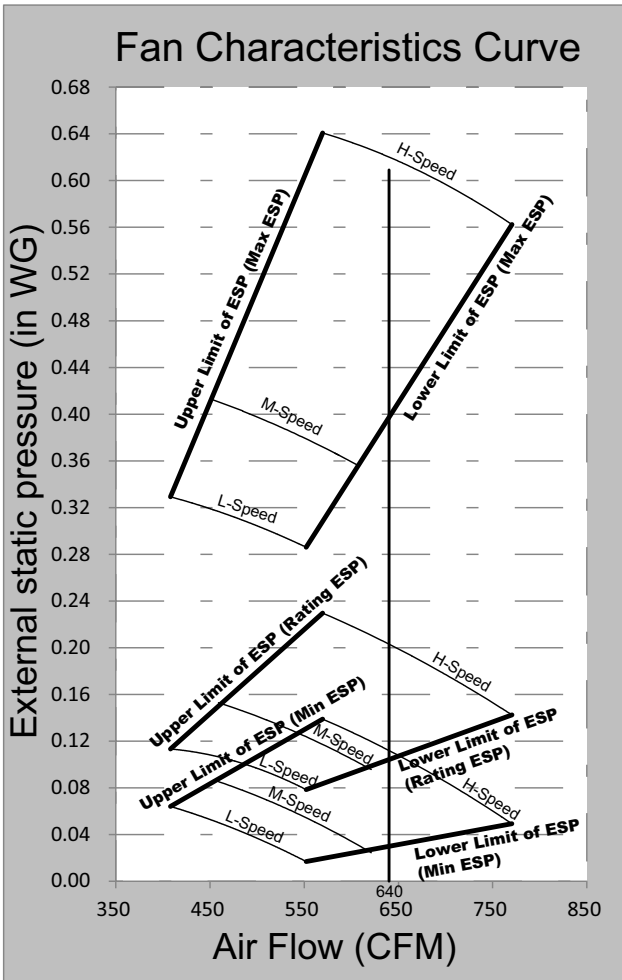 Fan Characteristics Curve
External static pressure (in WG)
0.68
0.64
0.60
0.56
0.52
0.48
0.44
0.40
0.36
0.32
0.28
0.24
0.20
0.16
0.12
0.08
0.04
0.00
H-Speed
Upper Limit of ESP (Max ESP)
Lower Limit of ESP (Max ESP)
M-Speed
L-Speed
Upper Limit of ESP (Rating ESP)
H-Speed
M-Speed
L-Speed
Lower Limit of ESP
(Rating ESP)
Upper Limit of ESP (Min ESP)
M-Speed
H-Speed
L-Speed
Lower Limit of ESP
(Min ESP)
640
350
450
550
650
750
850
Air Flow (CFM)